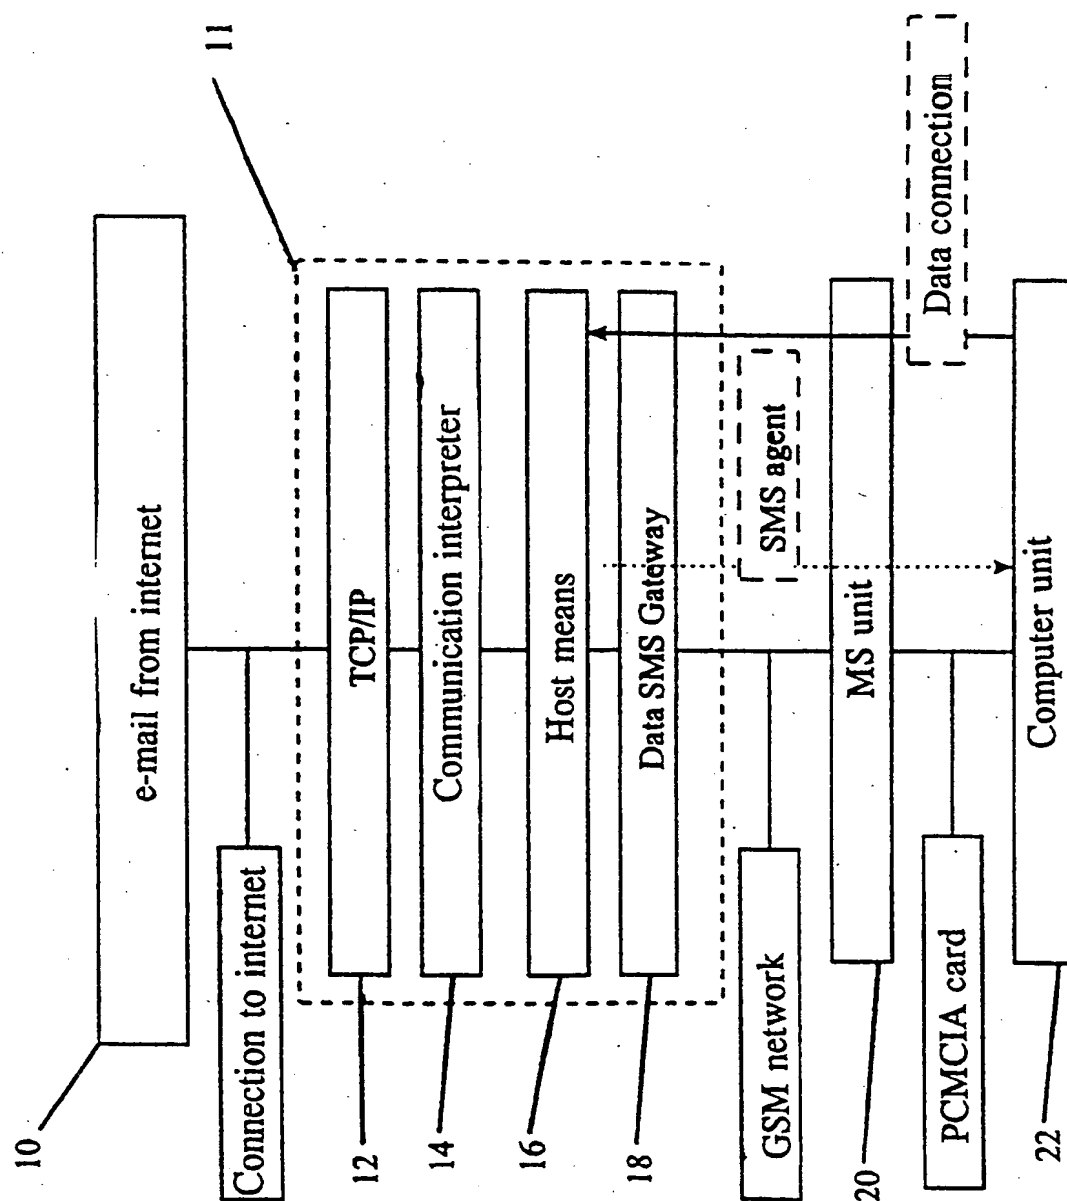 10
e-mail from internet
11
Connection to internet
12
TCP/IP
14
Communication interpreter
16
Host means
18
Data SMS Gateway
GSM network
SMS agent
20
MS unit
PCMCIA card
Data connection
22
Computer unit